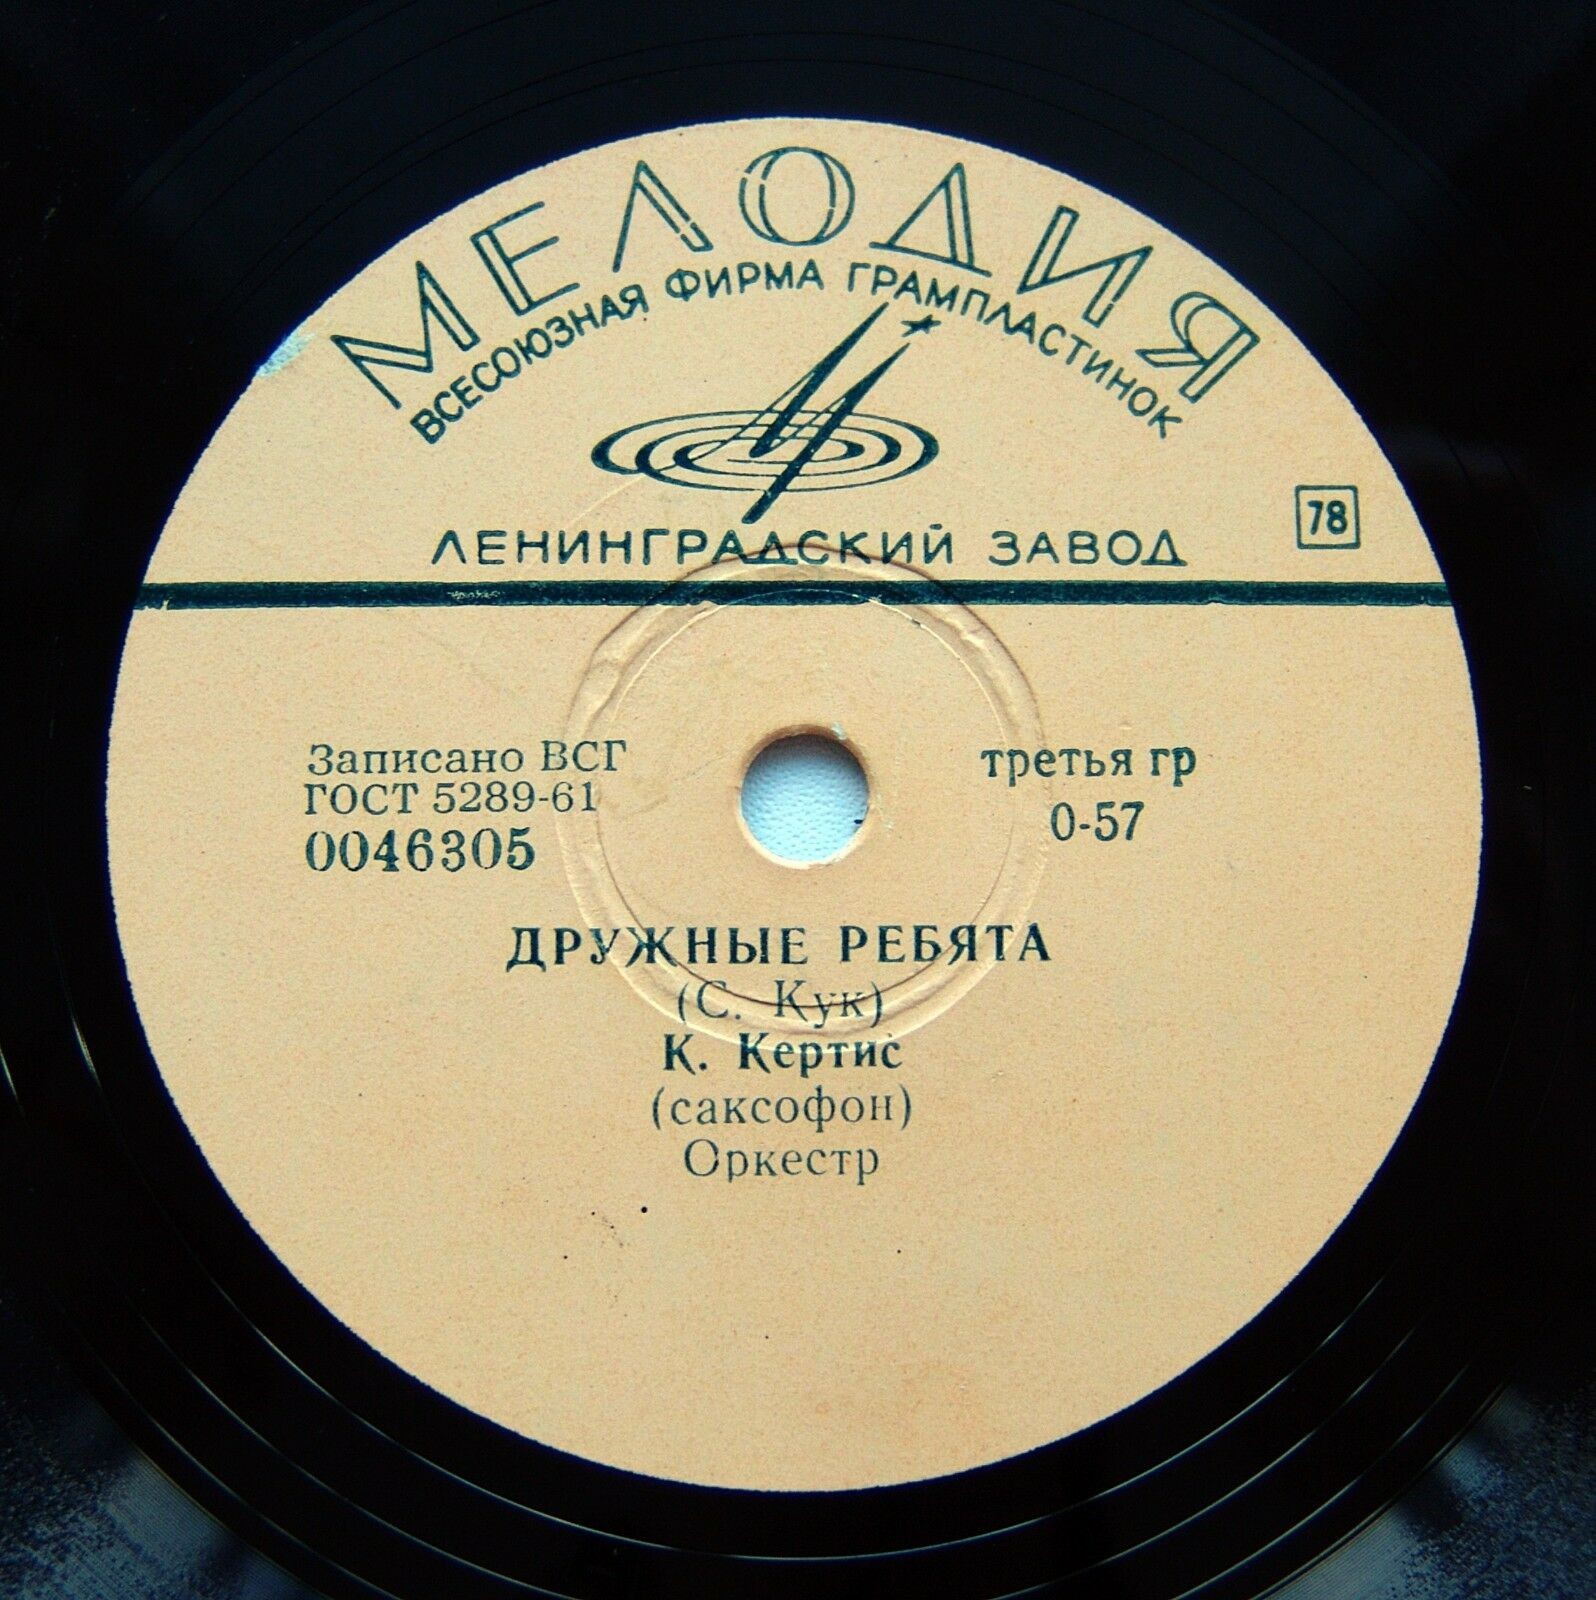 МЕЛОДИЯ
ВСЕСОЮЗНАЯ ФИРМА ГРАМПЛАСТИНОК
ЛЕНИНГРАДСКИЙ ЗАВОД
78
Записано ВСГ
ГОСТ 5289-61
0046305
третья гр
0-57
ДРУЖНЫЕ РЕБЯТА
(С. Кук)
К. Кертис
(саксофон)
Оркестр